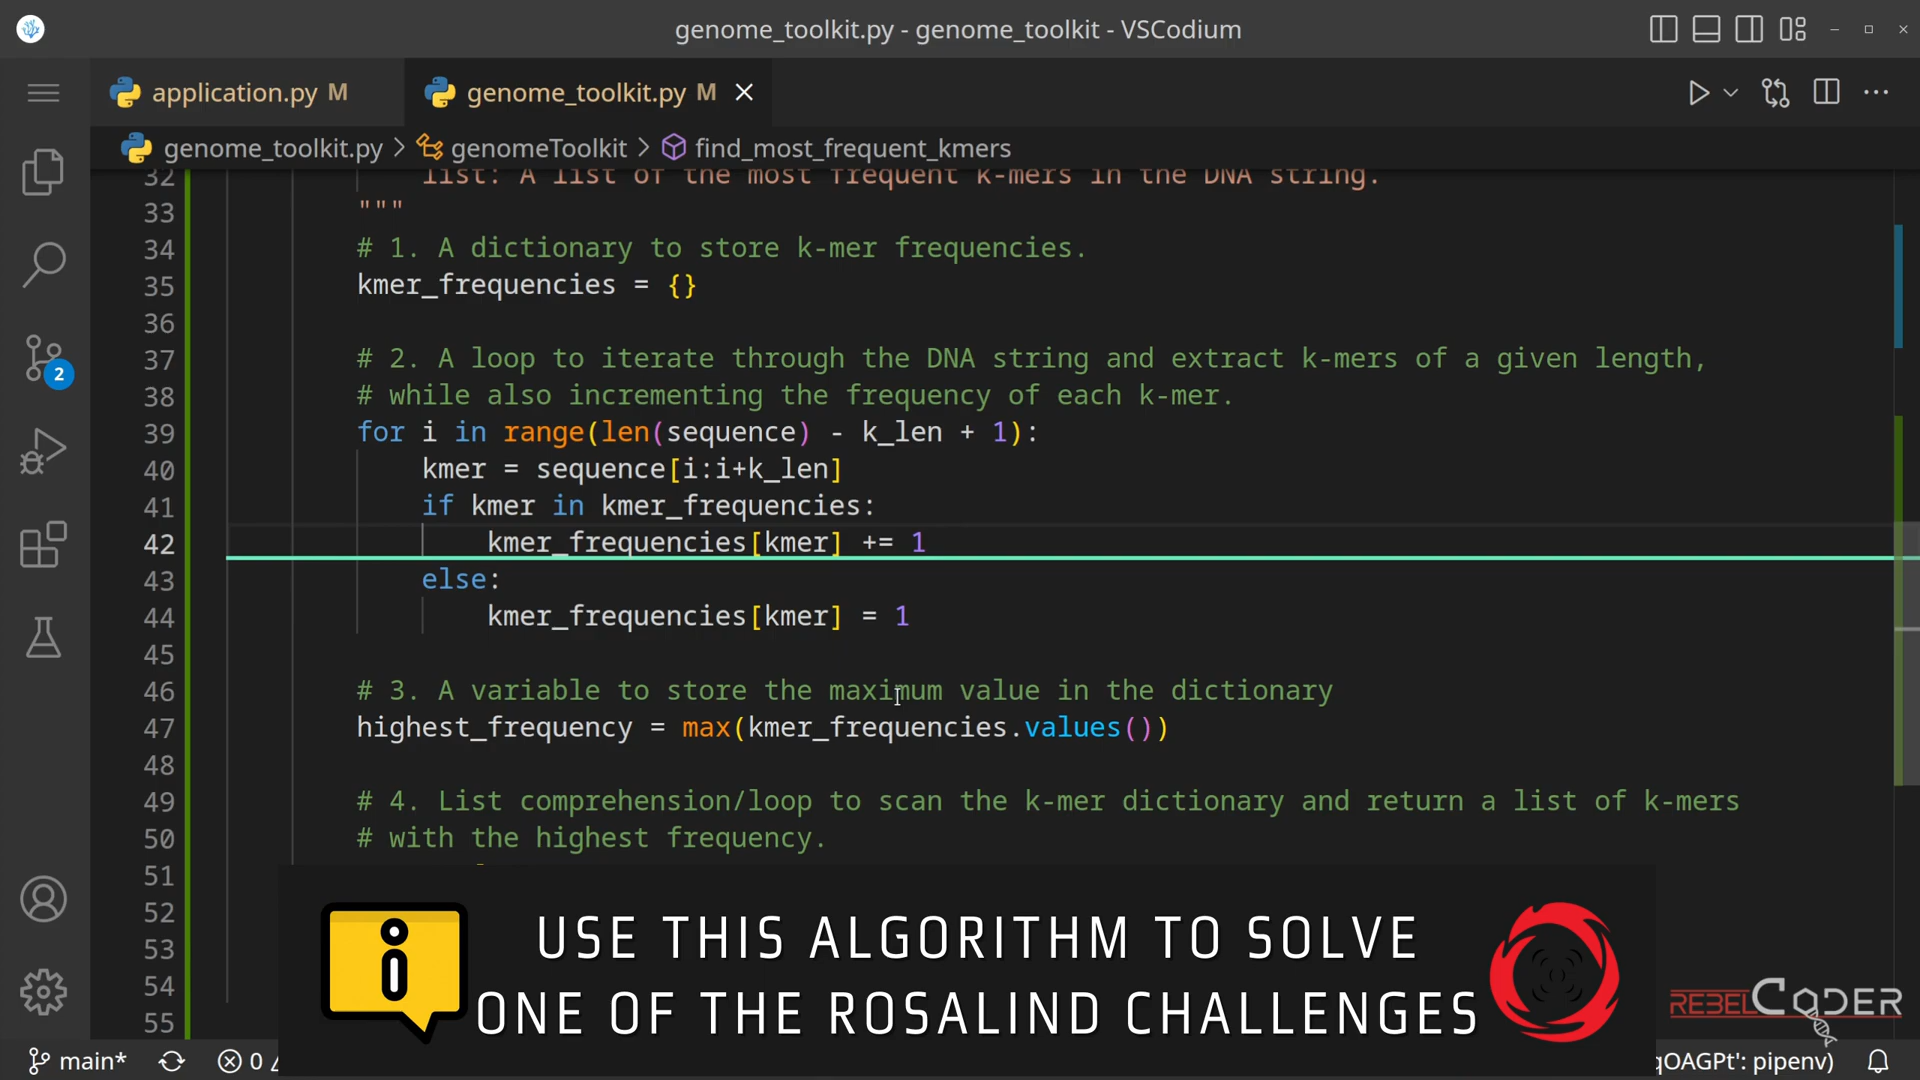 genome_toolkit.py - genome_toolkit - VSCodium
application.py M
genome_toolkit.py M
genome_toolkit.py > genomeToolkit > find_most_frequent_kmers
32 list: A list of the most frequent k-mers in the DNA string.
33 """
34 # 1. A dictionary to store k-mer frequencies.
35 kmer_frequencies = {}
36
37 # 2. A loop to iterate through the DNA string and extract k-mers of a given length,
38 # while also incrementing the frequency of each k-mer.
39 for i in range(len(sequence) - k_len + 1):
40 kmer = sequence[i:i+k_len]
41 if kmer in kmer_frequencies:
42 kmer_frequencies[kmer] += 1
43 else:
44 kmer_frequencies[kmer] = 1
45
46 # 3. A variable to store the maximum value in the dictionary
47 highest_frequency = max(kmer_frequencies.values())
48
49 # 4. List comprehension/loop to scan the k-mer dictionary and return a list of k-mers
50 # with the highest frequency.
51
52
53
54
55
2
USE THIS ALGORITHM TO SOLVE
ONE OF THE ROSALIND CHALLENGES
REBELCODER
main*
0
pipenv)